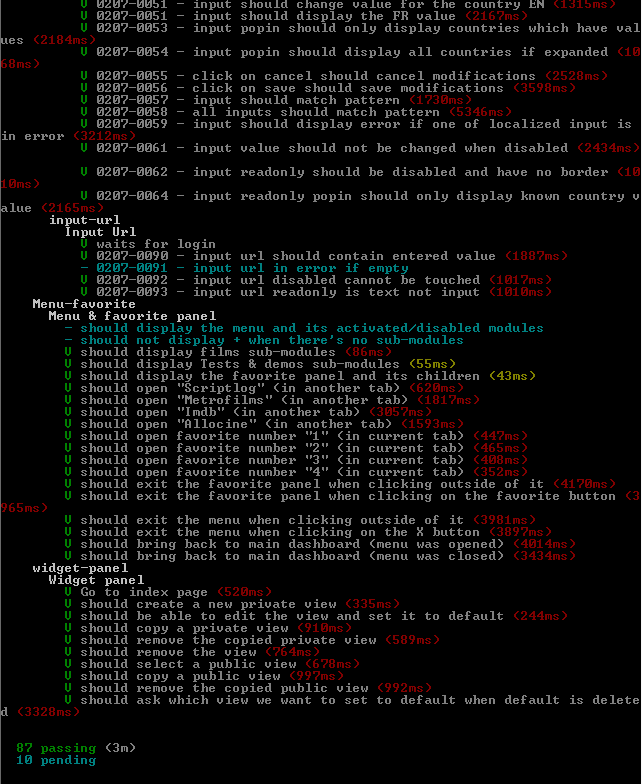 V 0207-0051 - input should change value for the country EN (1315ms)
V 0207-0051 - input should display the FR value (2167ms)
V 0207-0053 - input popin should only display countries which have val
ues (2184ms)
V 0207-0054 - input popin should display all countries if expanded (10
68ms)
V 0207-0055 - click on cancel should cancel modifications (2528ms)
V 0207-0056 - click on save should save modifications (3598ms)
V 0207-0057 - input should match pattern (1730ms)
V 0207-0058 - all inputs should match pattern (5346ms)
V 0207-0059 - input should display error if one of localized input is
in error (3212ms)
V 0207-0061 - input value should not be changed when disabled (2434ms)
V 0207-0062 - input readonly should be disabled and have no border (10
10ms)
V 0207-0064 - input readonly popin should only display known country v
alue (2165ms)
input-url
Input Url
V waits for login
V 0207-0090 - input url should contain entered value (1887ms)
- 0207-0091 - input url in error if empty
V 0207-0092 - input url disabled cannot be touched (1017ms)
V 0207-0093 - input url readonly is text not input (1010ms)
Menu-favorite
Menu & favorite panel
- should display the menu and its activated/disabled modules
- should not display + when there's no sub-modules
V should display films sub-modules (86ms)
V should display Tests & demos sub-modules (55ms)
V should display the favorite panel and its children (43ms)
V should open "Scriptlog" (in another tab) (620ms)
V should open "Metrofilms" (in another tab) (1817ms)
V should open "Imdb" (in another tab) (3057ms)
V should open "Allocine" (in another tab) (1593ms)
V should open favorite number "1" (in current tab) (447ms)
V should open favorite number "2" (in current tab) (465ms)
V should open favorite number "3" (in current tab) (408ms)
V should open favorite number "4" (in current tab) (352ms)
V should exit the favorite panel when clicking outside of it (4170ms)
V should exit the favorite panel when clicking on the favorite button (3
965ms)
V should exit the menu when clicking outside of it (3981ms)
V should exit the menu when clicking on the X button (3897ms)
V should bring back to main dashboard (menu was opened) (4014ms)
V should bring back to main dashboard (menu was closed) (3434ms)
widget-panel
Widget panel
V Go to index page (520ms)
V should create a new private view (335ms)
V should be able to edit the view and set it to default (244ms)
V should copy a private view (910ms)
V should remove the copied private view (589ms)
V should remove the view (764ms)
V should select a public view (678ms)
V should copy a public view (997ms)
V should remove the copied public view (992ms)
V should ask which view we want to set to default when default is delete
d (3328ms)
87 passing (3m)
10 pending